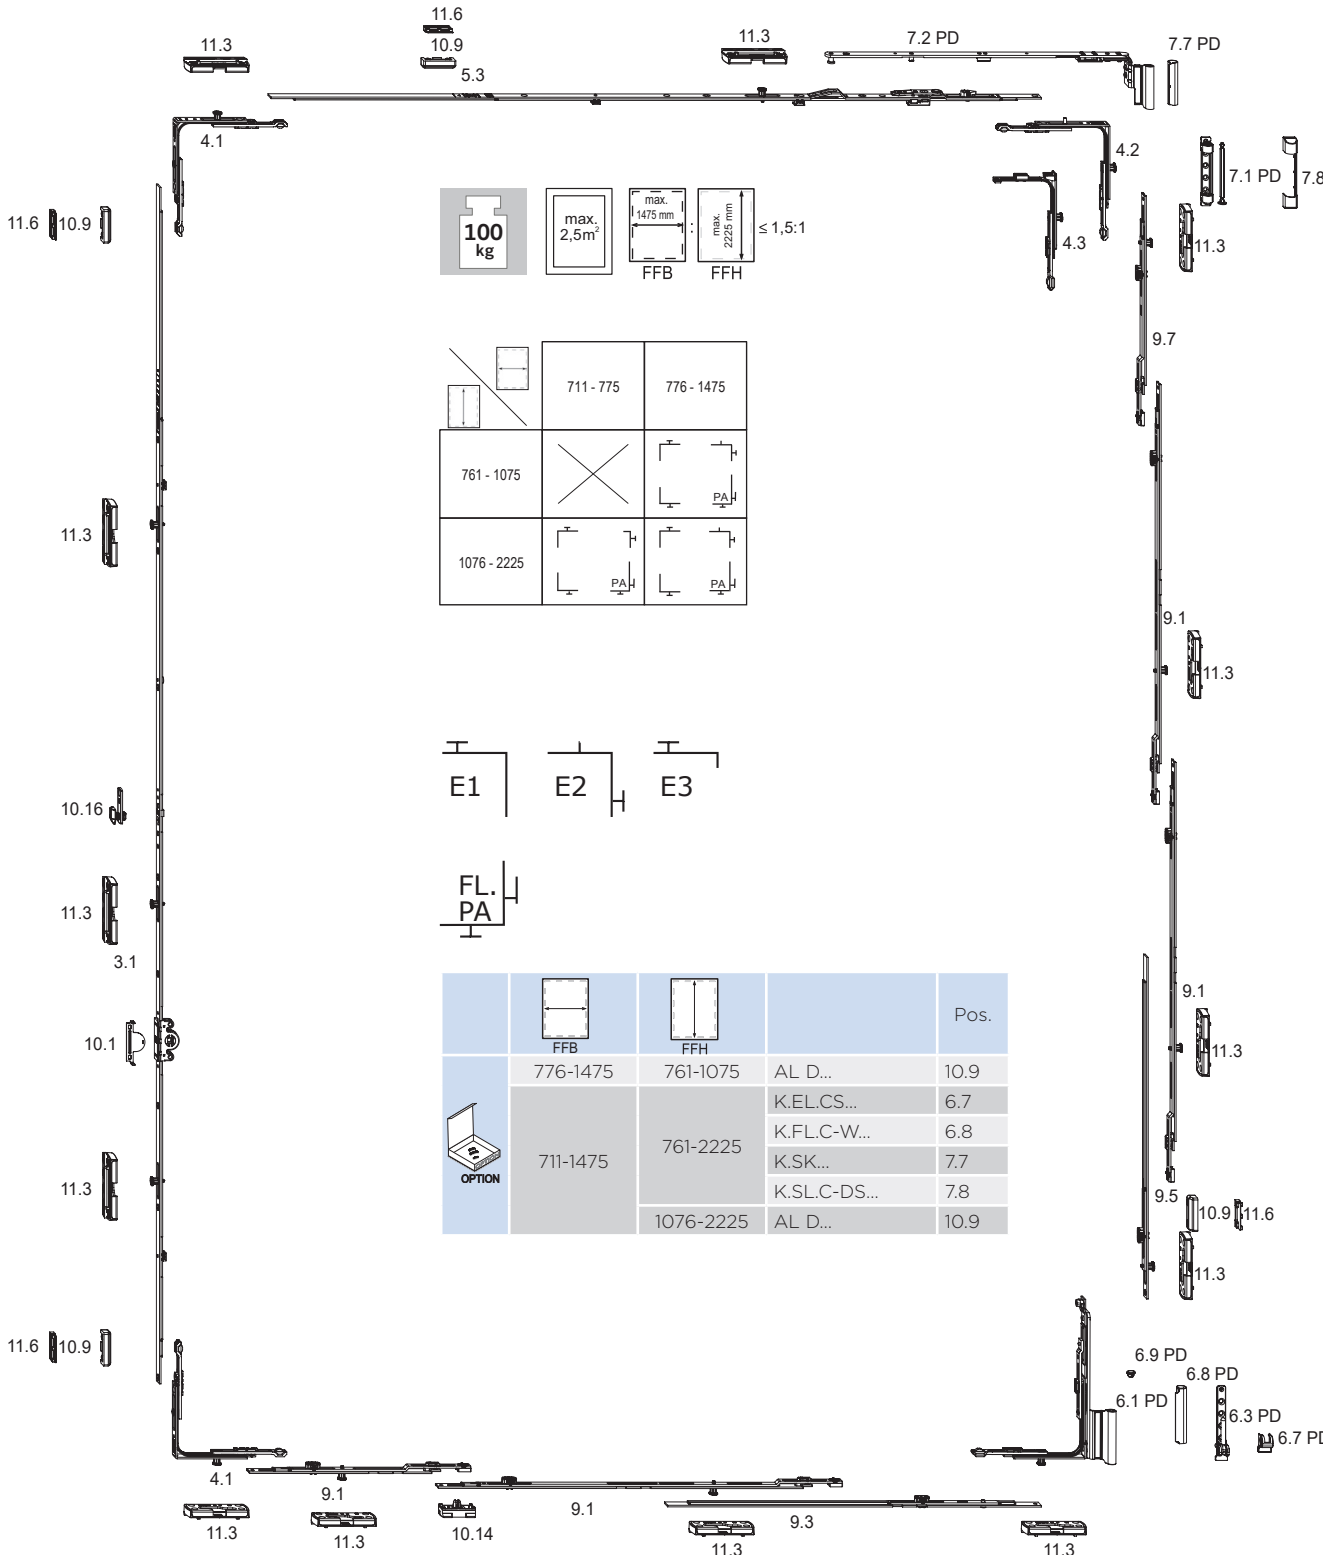 11.6
11.3
10.9
5.3
11.3
7.2 PD
7.7 PD
4.1
4.2
7.1 PD
7.8
11.6
10.9
4.3
11.3
100
kg
max.
2,5m²
max.
1475 mm
FFB
:
max.
2225 mm
FFH
≤ 1,5:1
9.7
711 - 775
776 - 1475
761 - 1075
PA
1076 - 2225
PA
PA
11.3
9.1
11.3
E1
E2
E3
10.16
FL.
PA
11.3
3.1
10.1
9.1
11.3
FFB
FFH
Pos.
776-1475
761-1075
AL D...
10.9
OPTION
711-1475
761-2225
K.EL.CS...
6.7
K.FL.C-W...
6.8
K.SK...
7.7
K.SL.C-DS...
7.8
1076-2225
AL D...
10.9
11.3
9.5
10.9
11.6
11.3
11.6
10.9
6.9 PD
6.8 PD
6.1 PD
6.3 PD
6.7 PD
4.1
9.1
9.1
9.3
11.3
11.3
10.14
11.3
11.3